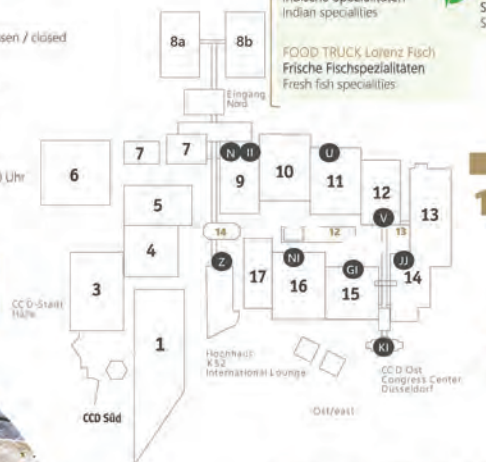 Indian specialities
FOOD TRUCK Lorenz Fisch
Frische Fischspezialitäten
Fresh fish specialities
sen / closed
Uhr
8a
8b
Eingang
Nord
7
7
N
II
9
10
U
11
12
13
6
5
4
3
1
14
Z
12
V
13
17
NI
16
GI
15
JJ
14
KI
CCD-Stadt
Halle
CCD Süd
Hochhaus
KS2
International Lounge
CCD Ost
Congress Center
Düsseldorf
Ost/east